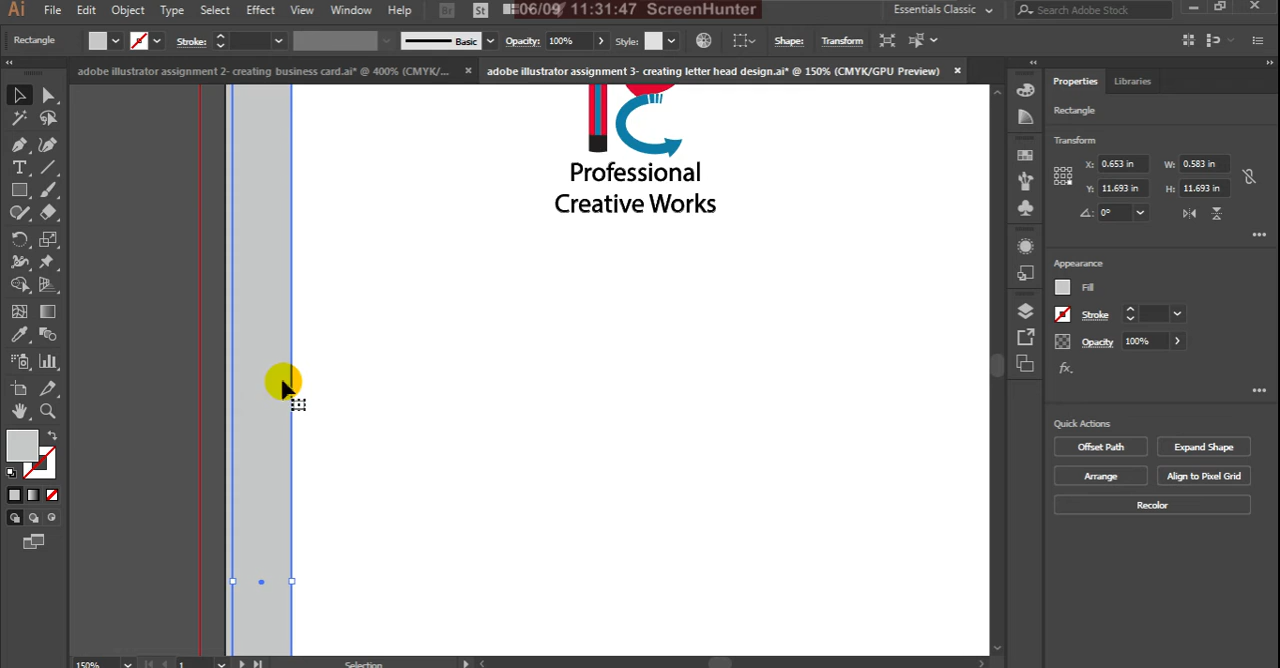 Ai File Edit Object Type Select Effect View Window Help Br St 06/09 11:31:47 ScreenHunter Essentials Classic Search Adobe Stock
Rectangle Stroke: Basic Opacity: 100% Style: Shape: Transform
adobe illustrator assignment 2- creating business card.ai* @ 400% (CMYK/... × adobe illustrator assignment 3- creating letter head design.ai* @ 150% (CMYK/GPU Preview) ×
Properties Libraries
Rectangle
Transform
X: 0.653 in W: 0.583 in
Y: 11.693 in H: 11.693 in
0°
Professional
Creative Works
Appearance
Fill
Stroke
Opacity 100%
fx.
Quick Actions
Offset Path Expand Shape
Arrange Align to Pixel Grid
Recolor
150% 1 Selection